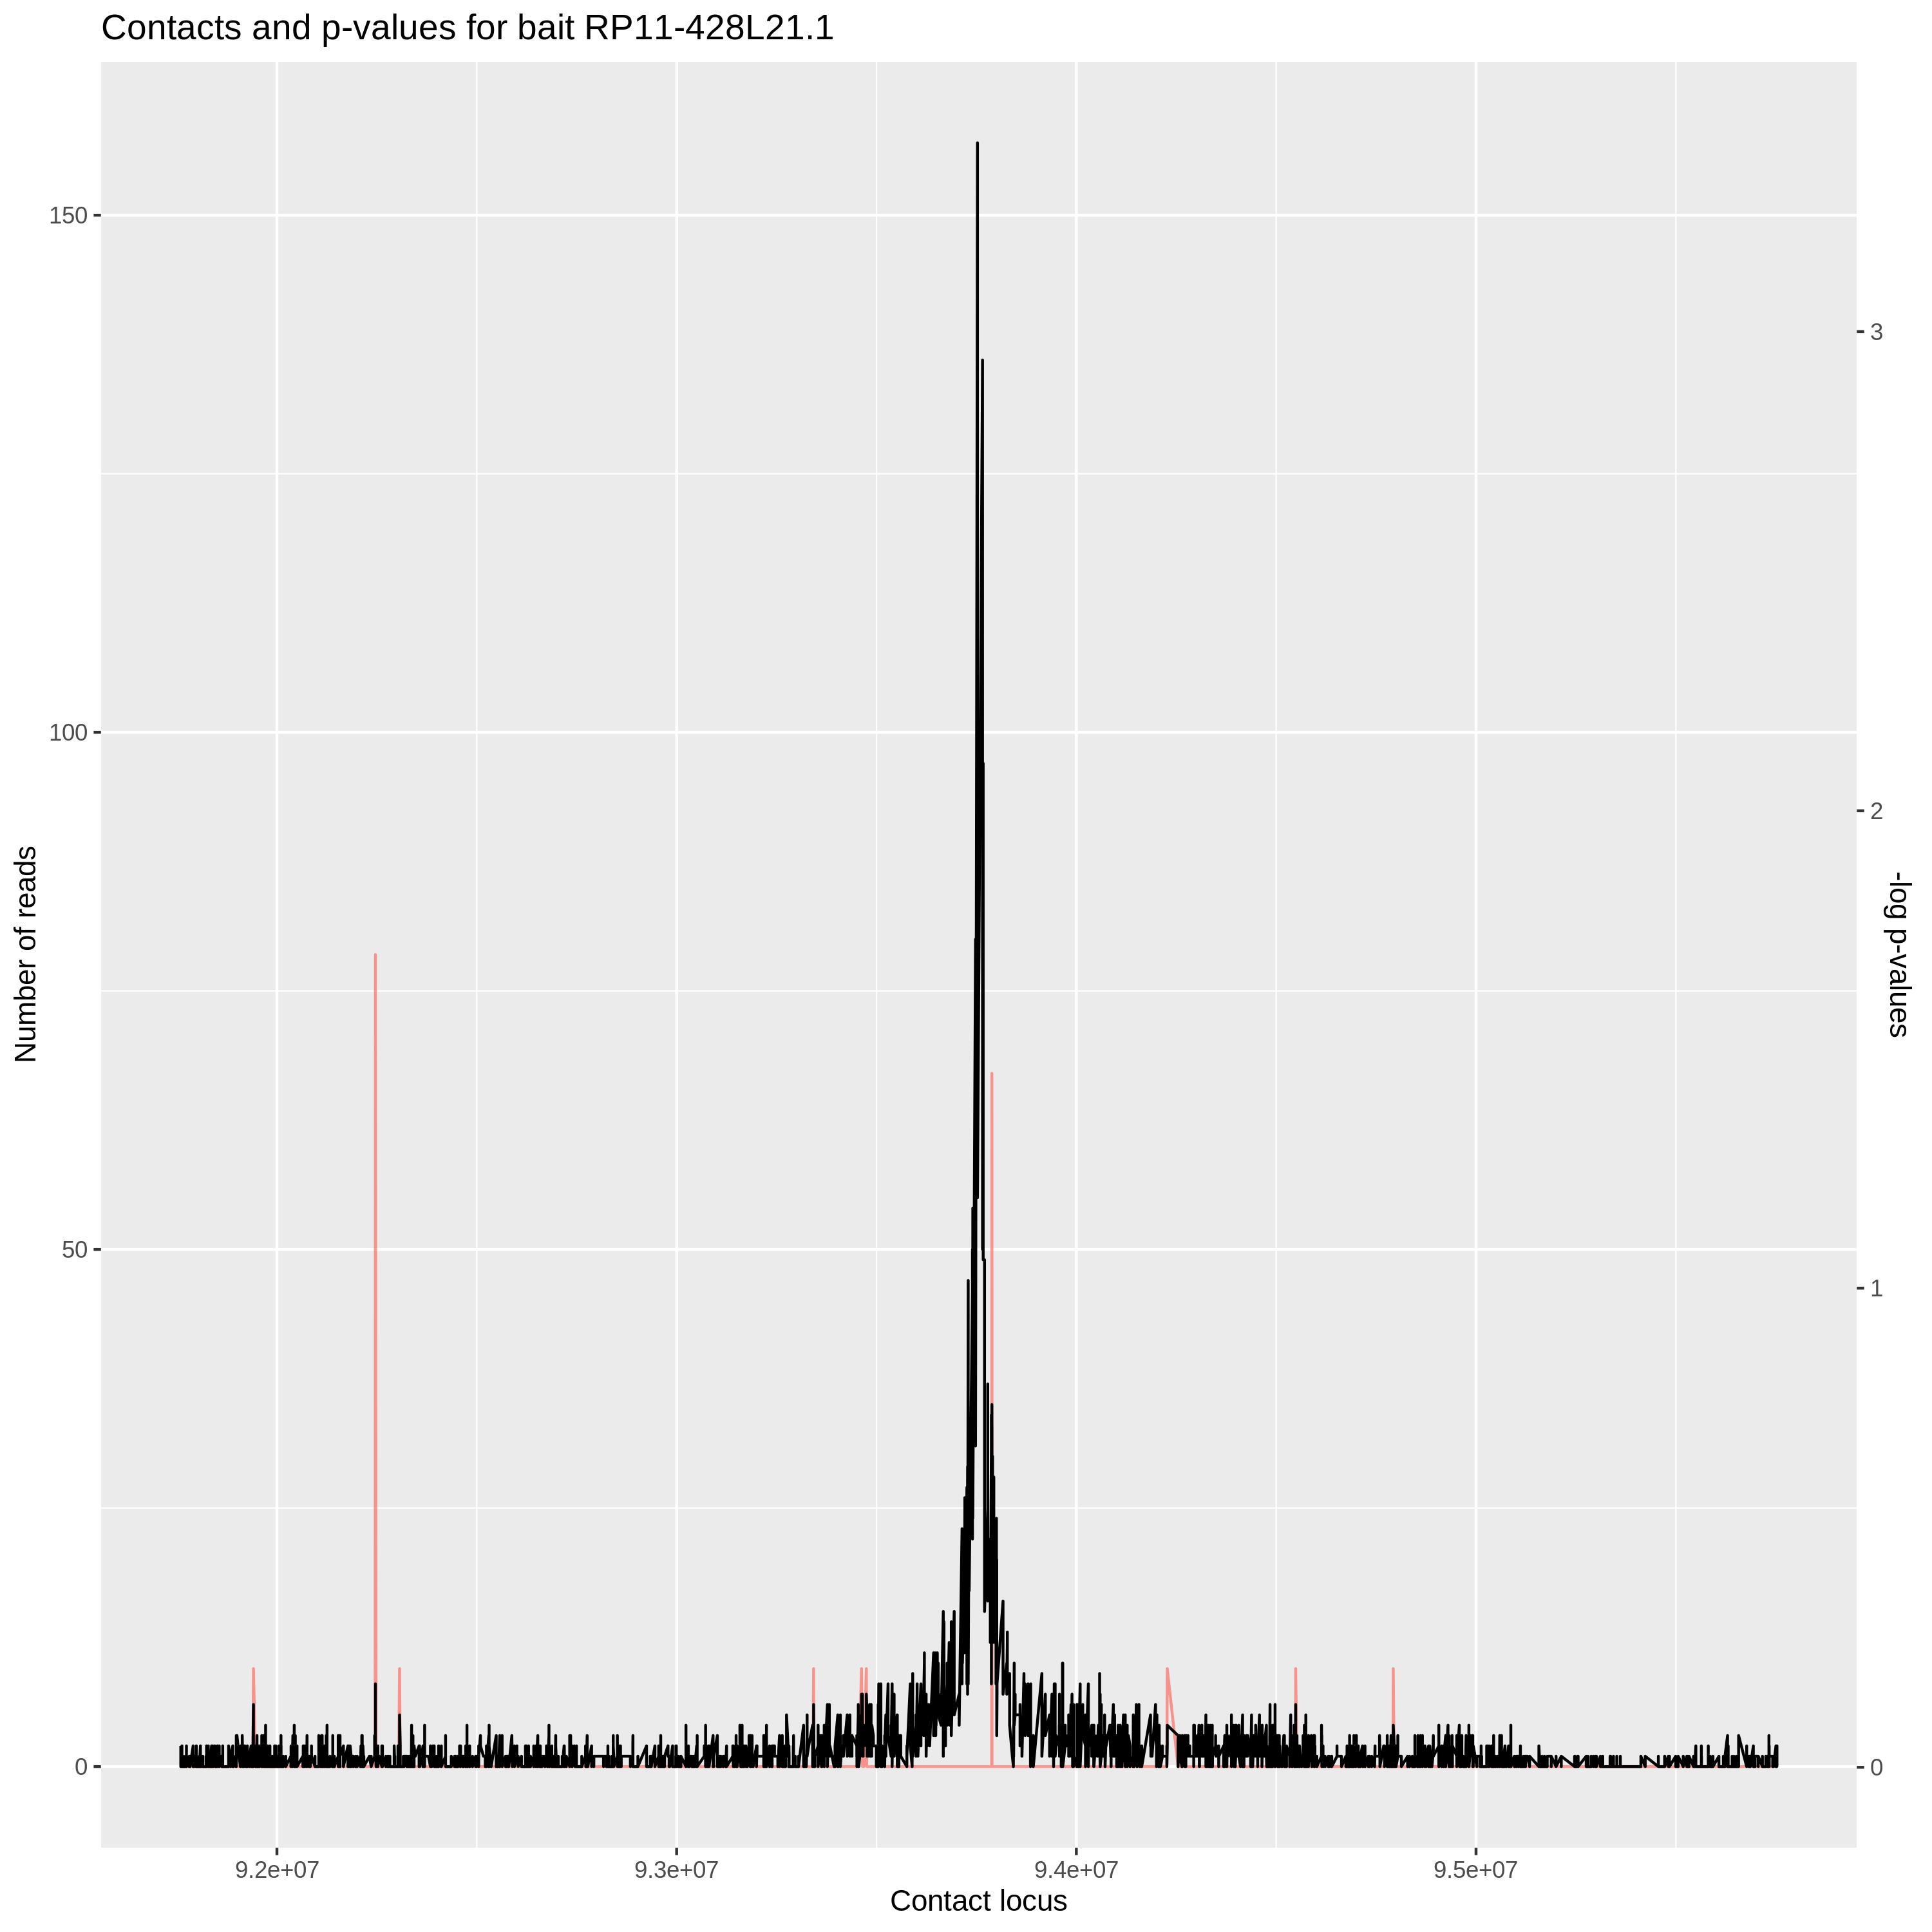 Contacts and p-values for bait RP11-428L21.1
Number of reads
150
100
50
0
3
2
1
0
-log p-values
9.2e+07
9.3e+07
9.4e+07
9.5e+07
Contact locus